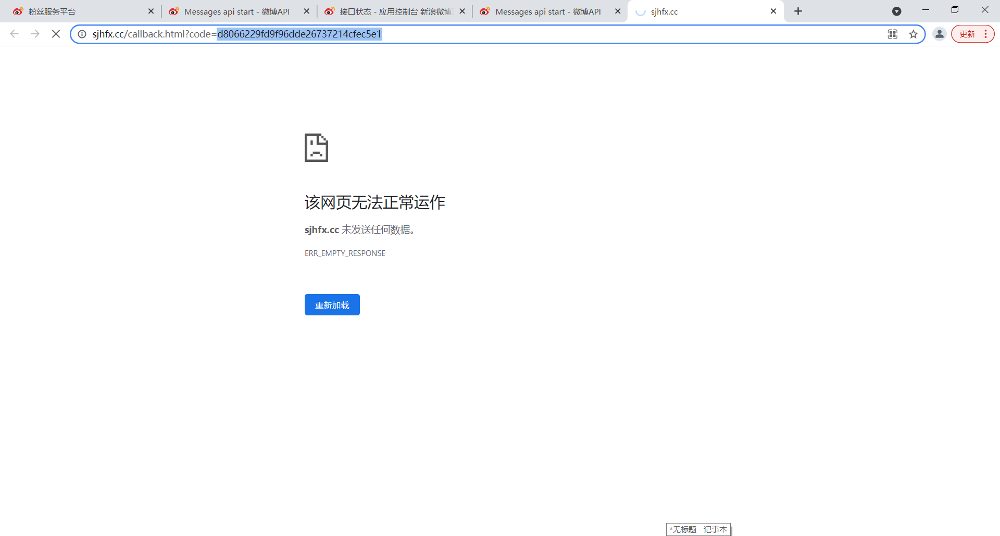 粉丝服务平台
Messages api start - 微博API
接口状态 - 应用控制台 新浪微博
Messages api start - 微博API
sjhfx.cc
sjhfx.cc/callback.html?code=d8066229fd9f96dde26737214cfec5e1
更新
该网页无法正常运作
sjhfx.cc 未发送任何数据。
ERR_EMPTY_RESPONSE
重新加载
*无标题 - 记事本